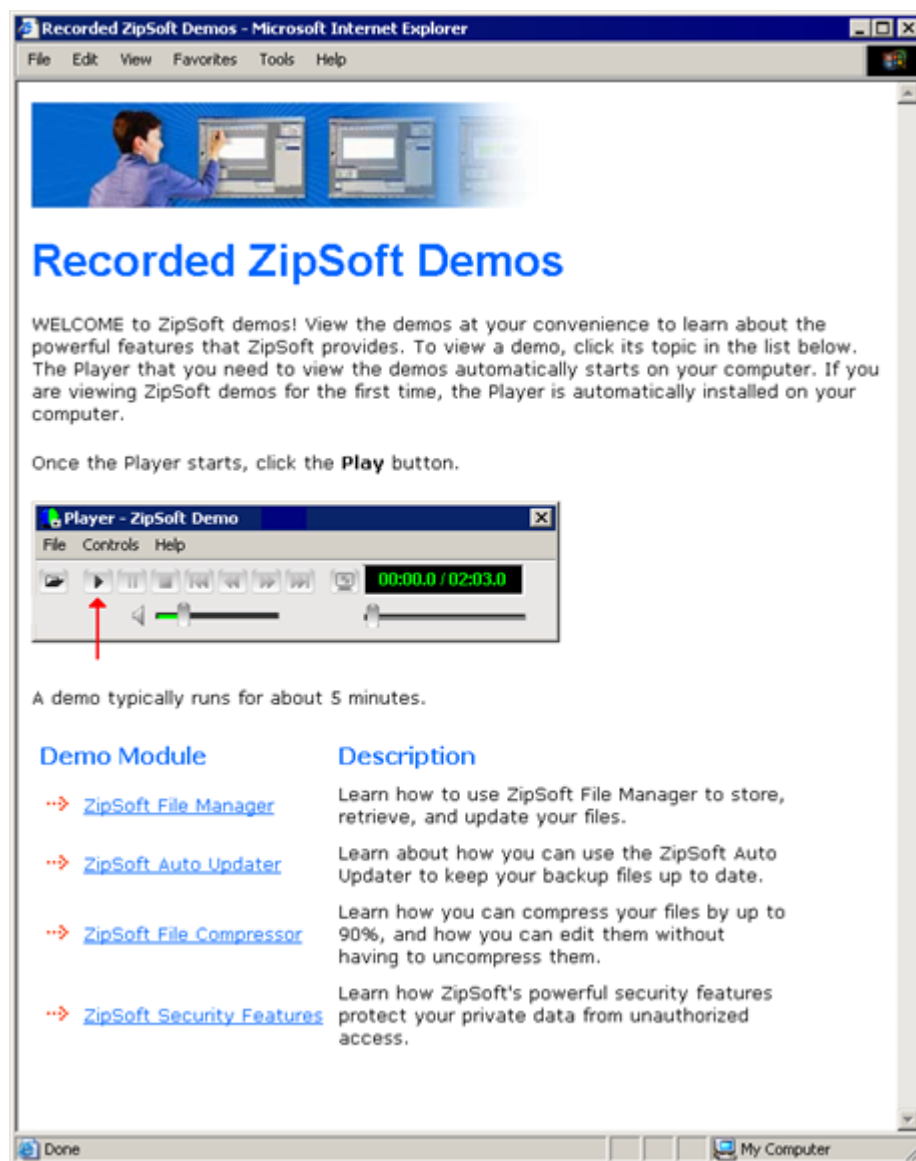 Recorded ZipSoft Demos - Microsoft Internet Explorer
File Edit View Favorites Tools Help
Recorded ZipSoft Demos
WELCOME to ZipSoft demos! View the demos at your convenience to learn about the
powerful features that ZipSoft provides. To view a demo, click its topic in the list below.
The Player that you need to view the demos automatically starts on your computer. If you
are viewing ZipSoft demos for the first time, the Player is automatically installed on your
computer.
Once the Player starts, click the Play button.
Player - ZipSoft Demo
File Controls Help
00:00.0 / 02:03.0
A demo typically runs for about 5 minutes.
Demo Module Description
ZipSoft File Manager Learn how to use ZipSoft File Manager to store,
retrieve, and update your files.
ZipSoft Auto Updater Learn about how you can use the ZipSoft Auto
Updater to keep your backup files up to date.
ZipSoft File Compressor Learn how you can compress your files by up to
90%, and how you can edit them without
having to uncompress them.
ZipSoft Security Features Learn how ZipSoft's powerful security features
protect your private data from unauthorized
access.
Done My Computer